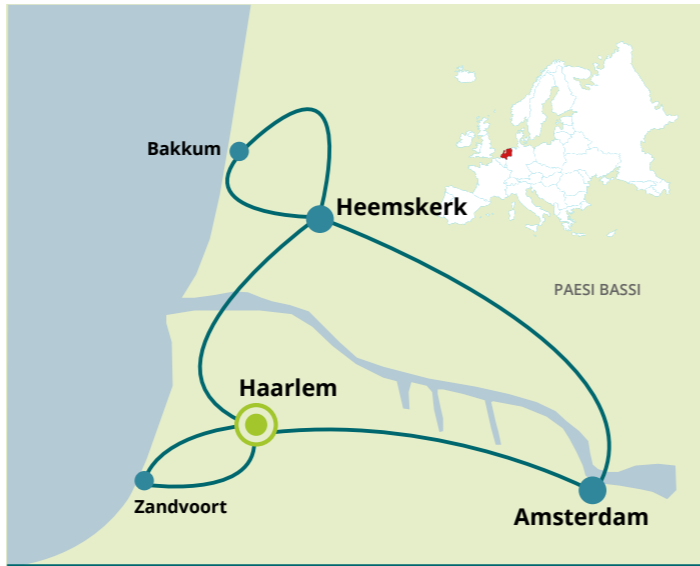 Bakkum
Heemskerk
PAESI BASSI
Haarlem
Zandvoort
Amsterdam